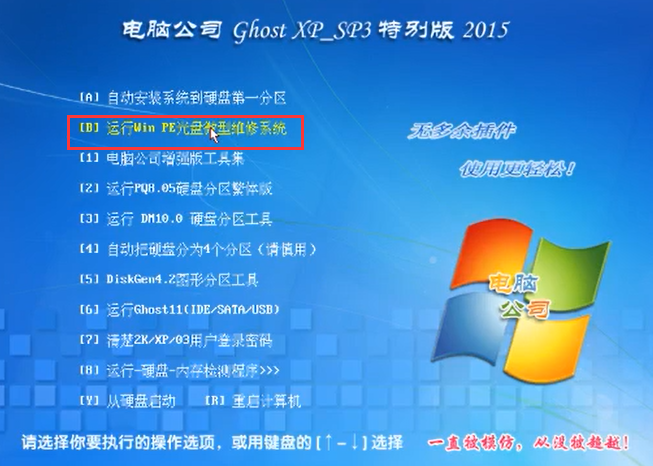 电脑公司 Ghost XP_SP3 特别版 2015
[A] 自动安装系统到硬盘第一分区
[B] 运行Win PE光盘微型维修系统
[1] 电脑公司增强版工具集
[2] 运行PQ8.05硬盘分区繁体版
[3] 运行 DM10.0 硬盘分区工具
[4] 自动把硬盘分为4个分区（请慎用）
[5] DiskGen4.2图形分区工具
[6] 运行Ghost11(IDE/SATA/USB)
[7] 清楚2K/XP/03用户登录密码
[8] 运行-硬盘-内存检测程序>>>
[Y] 从硬盘启动 [R] 重启计算机
无多余插件
使用更轻松！
电脑
公司
请选择你要执行的操作选项，或用键盘的[↑-↓]选择
一直被模仿，从没被超越！